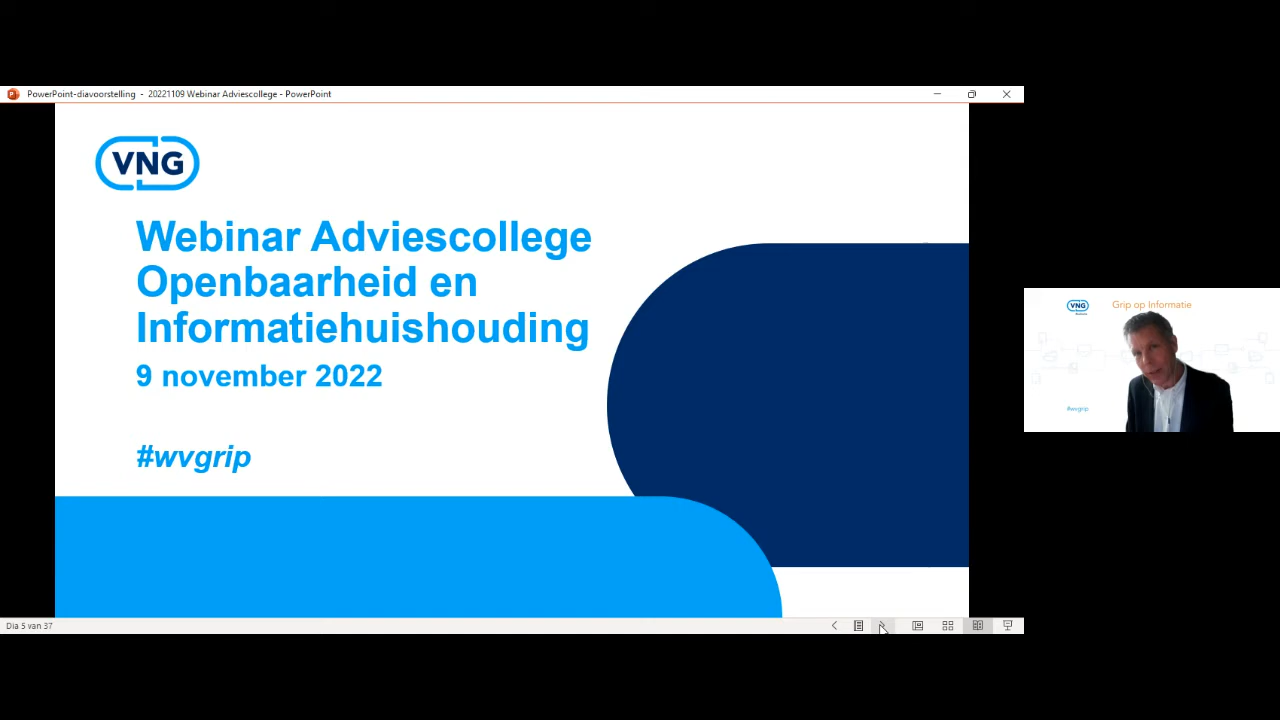 PowerPoint-diavoorstelling - 20221109 Webinar Adviescollege - PowerPoint
VNG
Webinar Adviescollege
Openbaarheid en
Informatiehuishouding
9 november 2022
#wvgrip
Dia 5 van 37
VNG
Grip op Informatie
#wvgrip